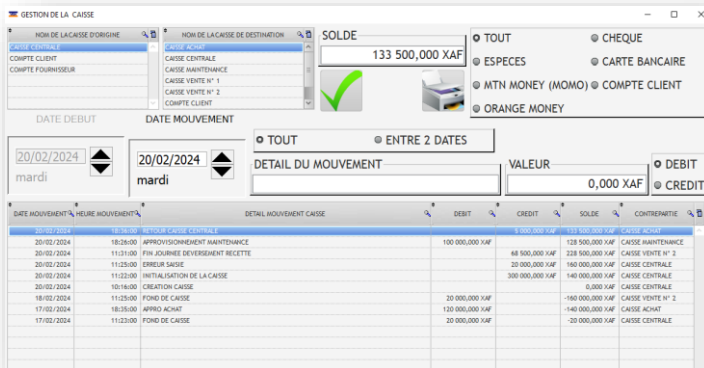 GESTION DE LA CAISSE
NOM DE LA CAISSE D'ORIGINE
CAISSE CENTRALE
COMPTE CLIENT
COMPTE FOURNISSEUR
NOM DE LA CAISSE DE DESTINATION
CAISSE ACHAT
CAISSE CENTRALE
CAISSE MAINTENANCE
CAISSE VENTE N° 1
CAISSE VENTE N° 2
COMPTE CLIENT
SOLDE
133 500,000 XAF
TOUT CHEQUE
ESPECES CARTE BANCAIRE
MTN MONEY (MOMO) COMPTE CLIENT
ORANGE MONEY
DATE DEBUT DATE MOUVEMENT
20/02/2024
mardi
20/02/2024
mardi
TOUT ENTRE 2 DATES
DETAIL DU MOUVEMENT
VALEUR
0,000 XAF
DEBIT
CREDIT
DATE MOUVEMENT HEURE MOUVEMENT DETAIL MOUVEMENT CAISSE DEBIT CREDIT SOLDE CONTREPARTIE
20/02/2024 18:36:00 RETOUR CAISSE CENTRALE 5 000,000 XAF 133 500,000 XAF CAISSE ACHAT
20/02/2024 18:26:00 APPROVISIONNEMENT MAINTENANCE 100 000,000 XAF 128 500,000 XAF CAISSE MAINTENANCE
20/02/2024 11:31:00 FIN JOURNEE DEVERSEMENT RECETTE 68 500,000 XAF 228 500,000 XAF CAISSE VENTE N° 2
20/02/2024 11:25:00 ERREUR SAISIE 20 000,000 XAF 160 000,000 XAF CAISSE CENTRALE
20/02/2024 11:22:00 INITIALISATION DE LA CAISSE 300 000,000 XAF 140 000,000 XAF CAISSE CENTRALE
20/02/2024 10:16:00 CREATION CAISSE 0,000 XAF CAISSE CENTRALE
18/02/2024 11:25:00 FOND DE CAISSE 20 000,000 XAF -160 000,000 XAF CAISSE VENTE N° 2
17/02/2024 18:35:00 APPRO ACHAT 120 000,000 XAF -140 000,000 XAF CAISSE ACHAT
17/02/2024 11:23:00 FOND DE CAISSE 20 000,000 XAF -20 000,000 XAF CAISSE CENTRALE